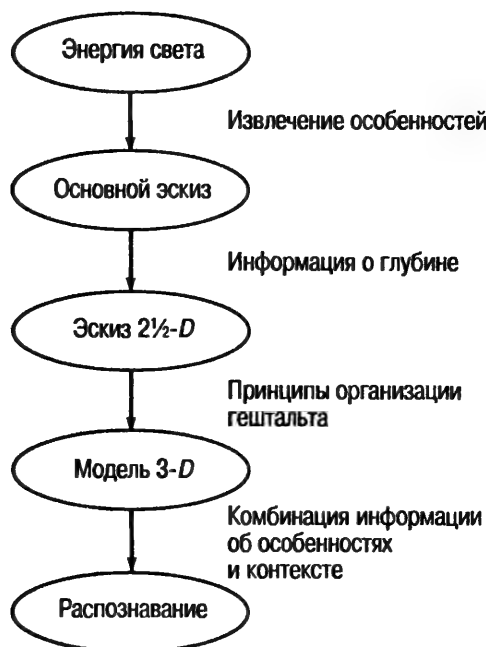 Энергия света
Извлечение особенностей
Основной эскиз
Информация о глубине
Эскиз 2½-D
Принципы организации
гештальта
Модель 3-D
Комбинация информации
об особенностях
и контексте
Распознавание